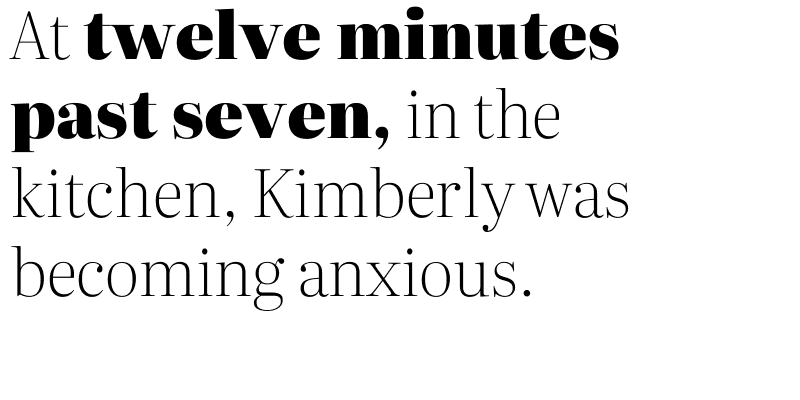 At twelve minutes
past seven, in the
kitchen, Kimberly was
becoming anxious.